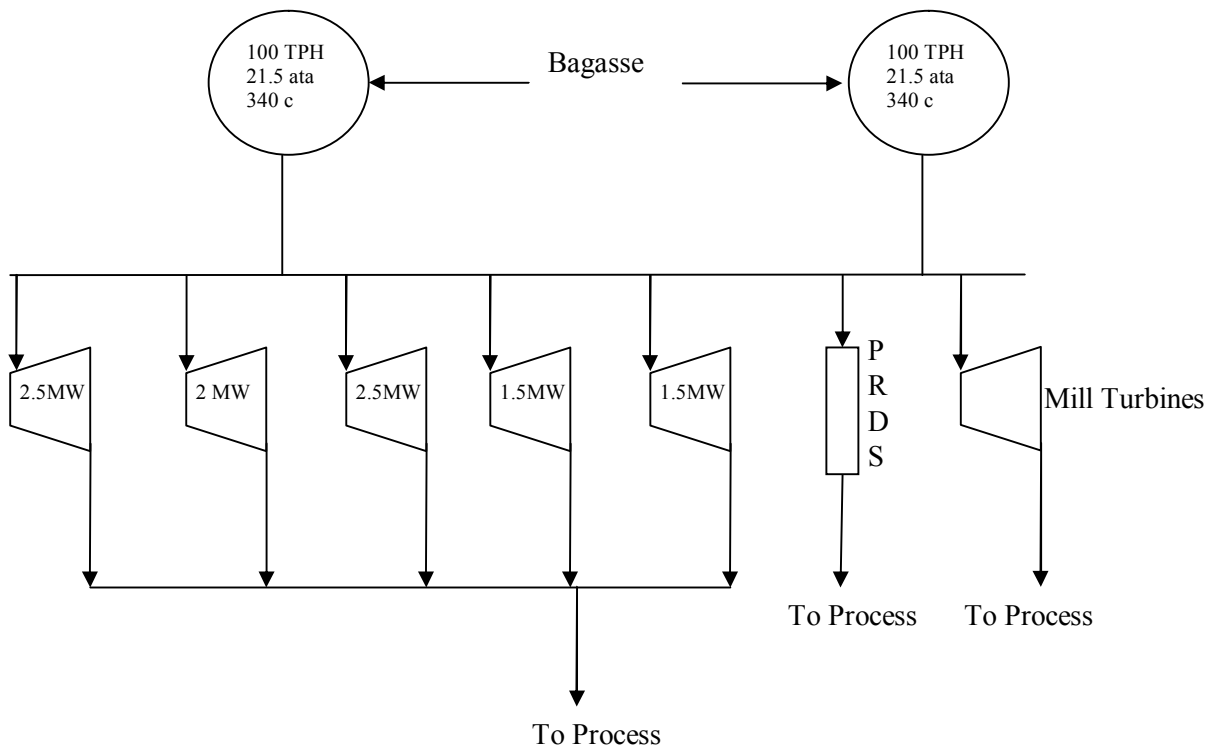 100 TPH
21.5 ata
340 c
Bagasse
100 TPH
21.5 ata
340 c
2.5MW
2 MW
2.5MW
1.5MW
1.5MW
P
R
D
S
Mill Turbines
To Process
To Process
To Process